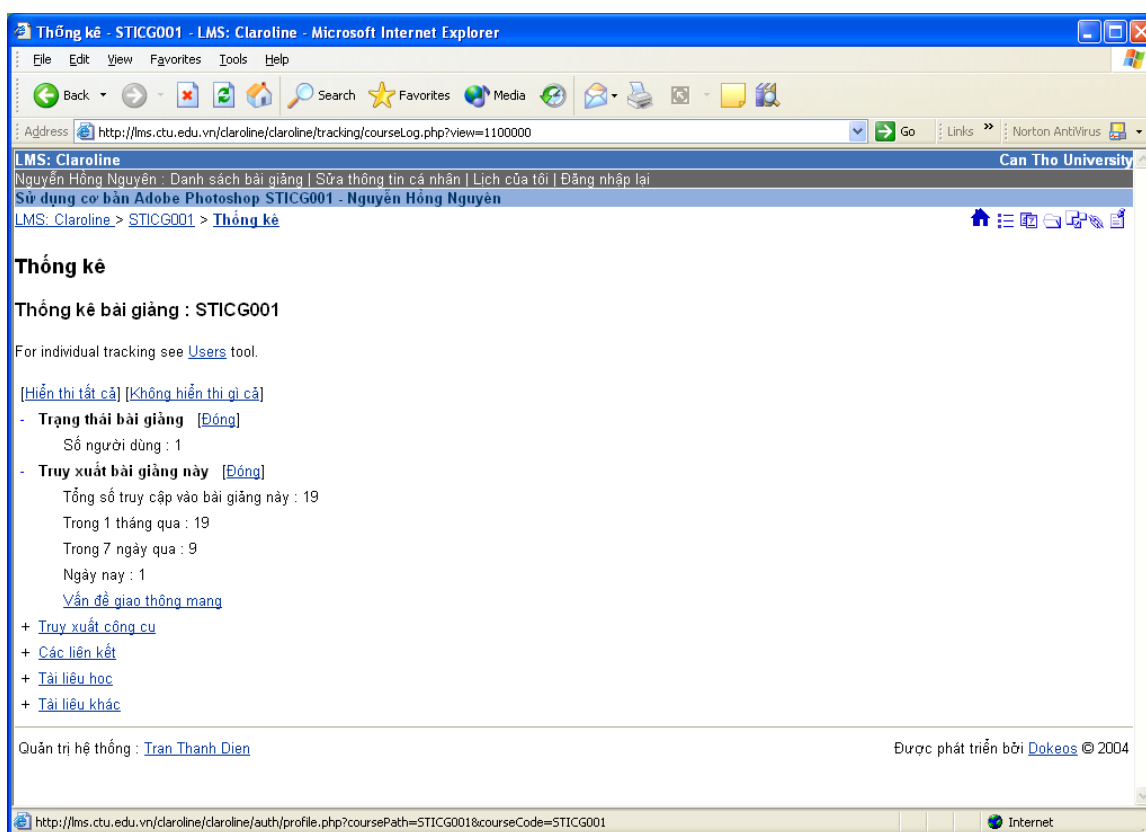 Thống kê - STICG001 - LMS: Claroline - Microsoft Internet Explorer
File Edit View Favorites Tools Help
Back Search Favorites Media
Address http://lms.ctu.edu.vn/claroline/claroline/tracking/courseLog.php?view=1100000 Go Links » Norton AntiVirus
LMS: Claroline Can Tho University
Nguyễn Hồng Nguyên : Danh sách bài giảng | Sửa thông tin cá nhân | Lịch của tôi | Đăng nhập lại
Sử dụng cơ bản Adobe Photoshop STICG001 - Nguyễn Hồng Nguyên
LMS: Claroline > STICG001 > Thống kê
Thống kê
Thống kê bài giảng : STICG001
For individual tracking see Users tool.
[Hiển thị tất cả] [Không hiển thị gì cả]
- Trạng thái bài giảng [Đóng]
Số người dùng : 1
- Truy xuất bài giảng này [Đóng]
Tổng số truy cập vào bài giảng này : 19
Trong 1 tháng qua : 19
Trong 7 ngày qua : 9
Ngày nay : 1
Vấn đề giao thông mạng
+ Truy xuất công cụ
+ Các liên kết
+ Tài liệu học
+ Tài liệu khác
Quản trị hệ thống : Tran Thanh Dien Được phát triển bởi Dokeos © 2004
http://lms.ctu.edu.vn/claroline/claroline/auth/profile.php?coursePath=STICG001&courseCode=STICG001 Internet